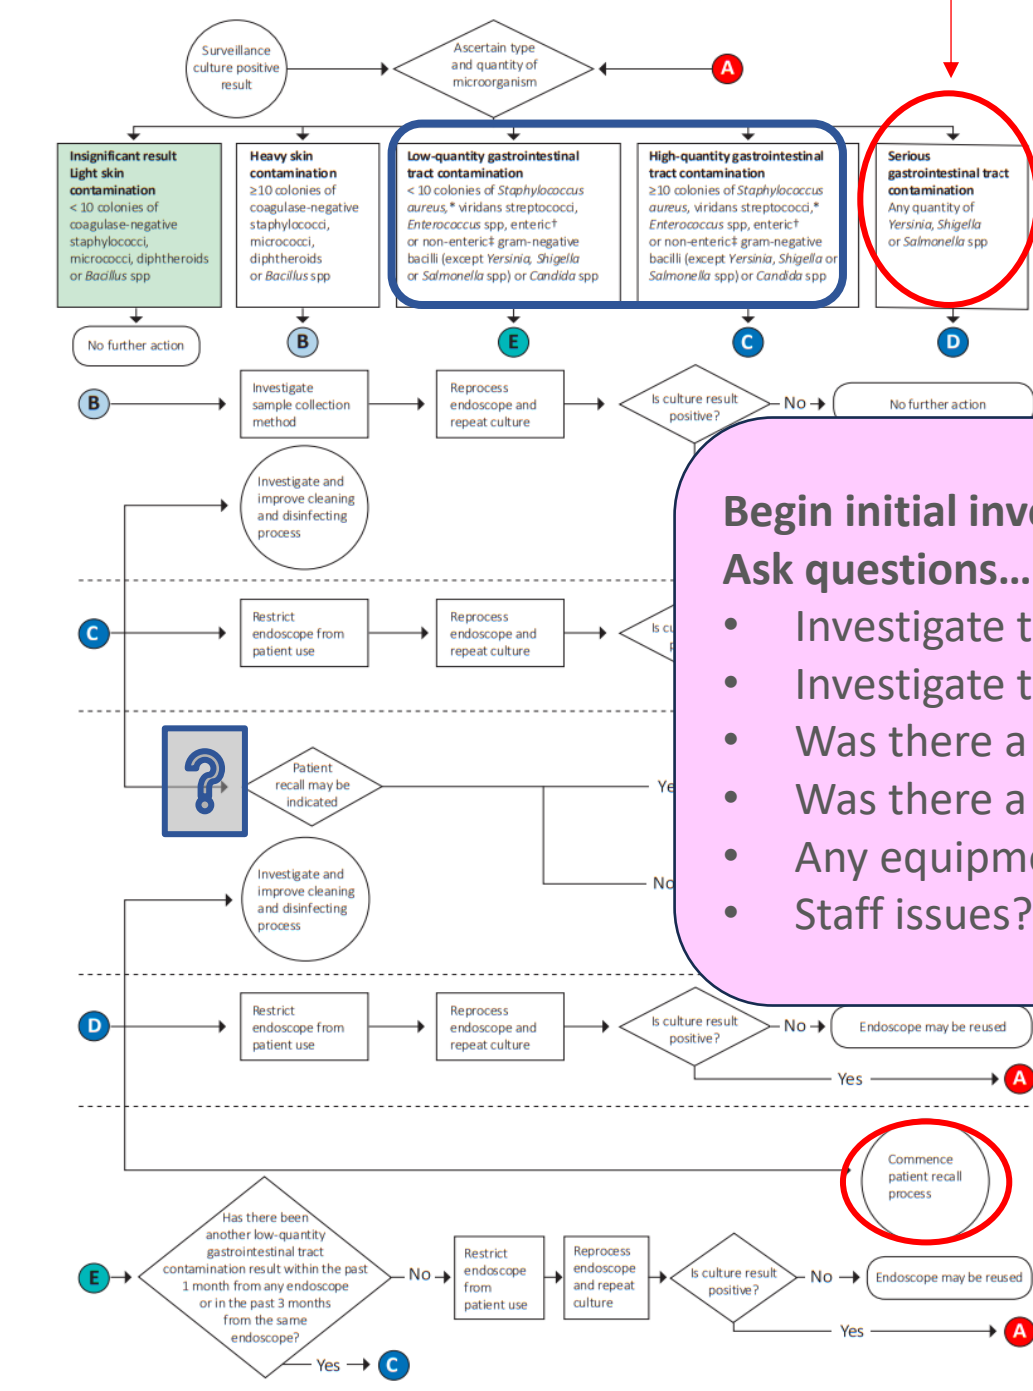 Surveillance
culture positive
result
Ascertain type
and quantity of
microorganism
A
Insignificant result
Light skin
contamination
< 10 colonies of
coagulase-negative
staphylococci,
micrococci, diphtheroids
or Bacillus spp
Heavy skin
contamination
≥10 colonies of
coagulase-negative
staphylococci,
micrococci,
diphtheroids
or Bacillus spp
Low-quantity gastrointestinal
tract contamination
< 10 colonies of Staphylococcus
aureus,* viridans streptococci,
Enterococcus spp, enteric†
or non-enteric‡ gram-negative
bacilli (except Yersinia, Shigella
or Salmonella spp) or Candida spp
High-quantity gastrointestinal
tract contamination
≥10 colonies of Staphylococcus
aureus, viridans streptococci,*
Enterococcus spp, enteric†
or non-enteric‡ gram-negative
bacilli (except Yersinia, Shigella or
Salmonella spp) or Candida spp
Serious
gastrointestinal tract
contamination
Any quantity of
Yersinia, Shigella
or Salmonella spp
No further action
B
E
C
D
B
Investigate
sample collection
method
Reprocess
endoscope and
repeat culture
Is culture result
positive?
No
No further action
Investigate and
improve cleaning
and disinfecting
process
C
Restrict
endoscope from
patient use
Reprocess
endoscope and
repeat culture
Is
?
Patient
recall may be
indicated
No
Begin initial
Ask questions...
• Investigate
• Investigate
• Was there a
• Was there a
• Any
• Staff issues?
Investigate and
improve cleaning
and disinfecting
process
D
Restrict
endoscope from
patient use
Reprocess
endoscope and
repeat culture
Is culture result
positive?
No
Endoscope may be reused
Yes
A
Commence
patient recall
process
E
Has there been
another low-quantity
gastrointestinal tract
contamination result within the past
1 month from any endoscope
or in the past 3 months
from the same
endoscope?
No
Restrict
endoscope
from
patient use
Reprocess
endoscope
and repeat
culture
Is culture result
positive?
No
Endoscope may be reused
Yes
A
Yes
C